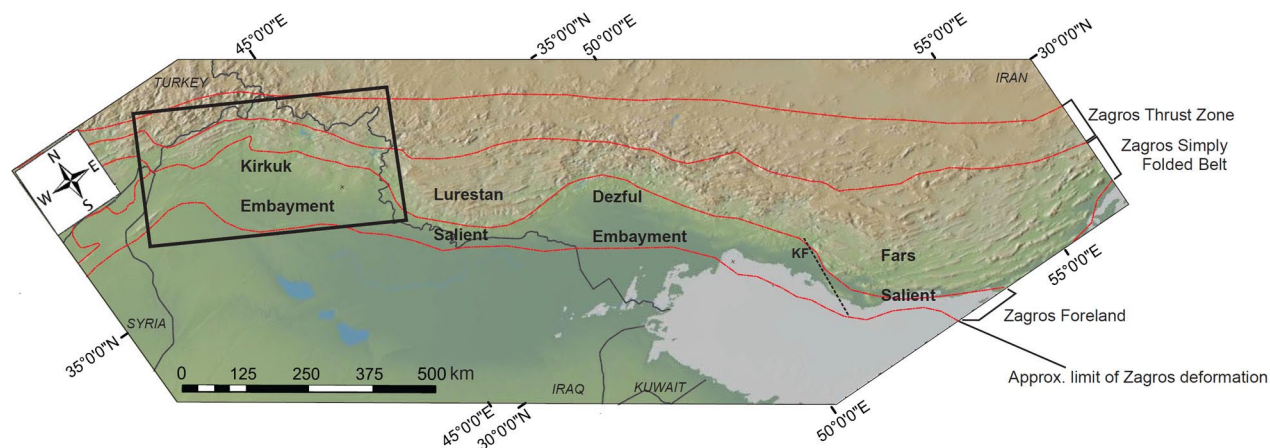 45°0'0"E
35°0'0"N
50°0'0"E
55°0'0"E
30°0'0"N
TURKEY
IRAN
Zagros Thrust Zone
Zagros Simply
Folded Belt
N
E
W
S
Kirkuk
Embayment
Lurestan
Salient
Dezful
Embayment
KF
Fars
Salient
55°0'0"E
Zagros Foreland
SYRIA
35°0'0"N
Approx. limit of Zagros deformation
0 125 250 375 500 km
IRAQ
KUWAIT
45°0'0"E
30°0'0"N
50°0'0"E